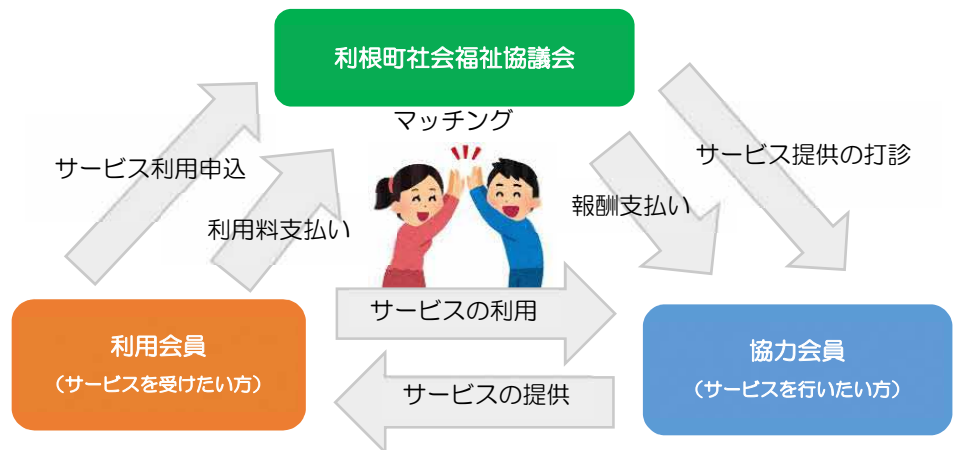 利根町社会福祉協議会
マッチング
サービス利用申込
サービス提供の打診
利用料支払い
報酬支払い
サービスの利用
利用会員
（サービスを受けたい方）
協力会員
（サービスを行いたい方）
サービスの提供